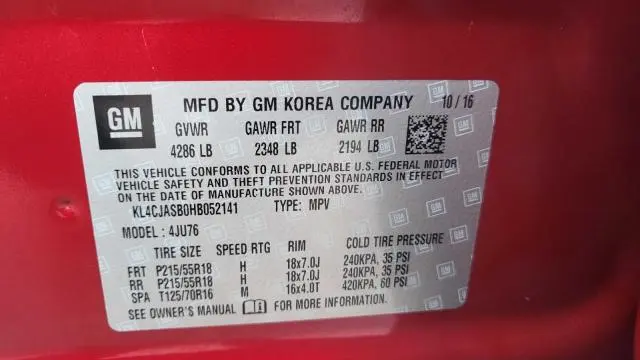 GM MFD BY GM KOREA COMPANY 10/16
GVWR GAWR FRT GAWR RR
4286 LB 2348 LB 2194 LB
THIS VEHICLE CONFORMS TO ALL APPLICABLE U.S. FEDERAL MOTOR
VEHICLE SAFETY AND THEFT PREVENTION STANDARDS IN EFFECT
ON THE DATE OF MANUFACTURE SHOWN ABOVE.
KL4CJASB0HB052141 TYPE: MPV
MODEL: 4JU76
TIRE SIZE SPEED RTG RIM COLD TIRE PRESSURE
FRT P215/55R18 H 18x7.0J 240KPA, 35 PSI
RR P215/55R18 H 18x7.0J 240KPA, 35 PSI
SPA T125/70R16 M 16x4.0T 420KPA, 60 PSI
SEE OWNER'S MANUAL FOR MORE INFORMATION.